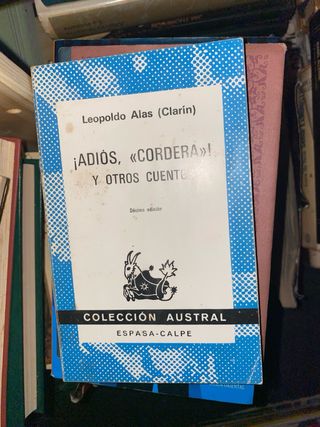 Leopoldo Alas (Clarín)
¡ADIÓS, «CORDERA»!
Y OTROS CUENTOS
Décima edición
COLECCIÓN AUSTRAL
ESPASA-CALPE